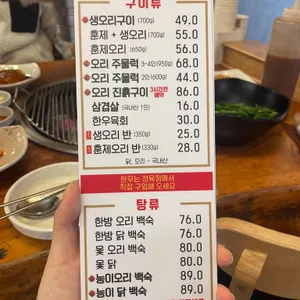 구이류
생오리구이 (700g) 49.0
훈제 + 생오리 (700g) 55.0
훈제오리 (650g) 56.0
오리 주물럭 3~4인(950g) 68.0
오리 주물럭 2인(600g) 44.0
오리 진흙구이 3시간전 예약 86.0
삼겹살 (국내산 1인) 16.0
한우육회 30.0
생오리 반 (350g) 25.0
훈제오리 반 (330g) 28.0
닭, 오리 - 국내산
한우는 정육점에서
직접 구입해 오세요
탕류
한방 오리 백숙 76.0
한방 닭 백숙 76.0
옻 오리 백숙 80.0
옻 닭 80.0
능이오리 백숙 89.0
능이 닭 백숙 89.0